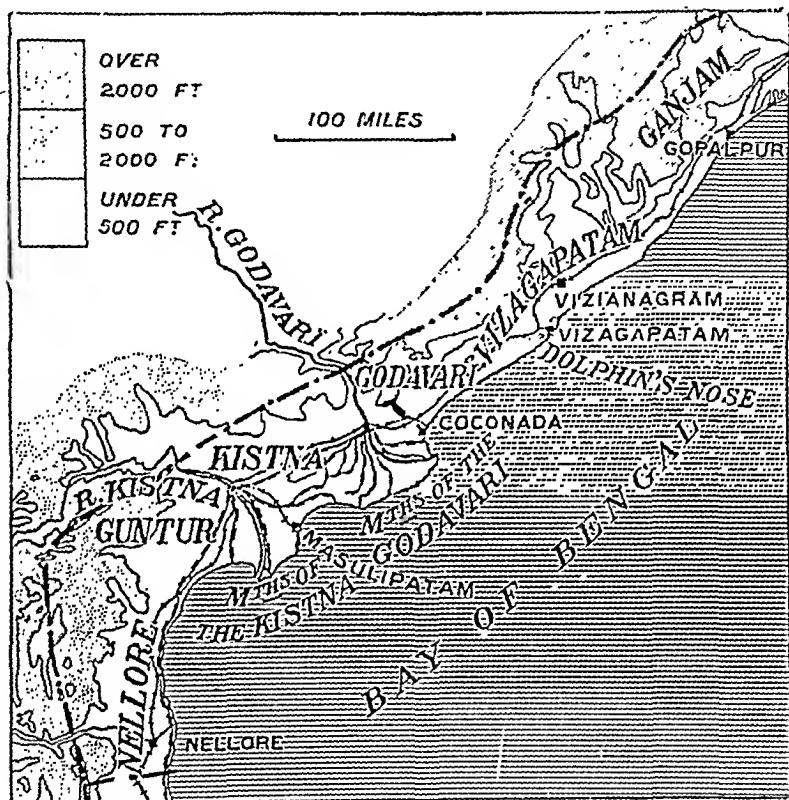 OVER
2000 FT
500 TO
2000 F:
UNDER
500 FT
100 MILES
GANJAM
GOPALPUR
R. GODAVARI
VIZAGAPATAM
VIZIANAGRAM
VIZAGAPATAM
DOLPHIN'S NOSE
GODAVARI
COCONADA
KISTNA
R. KISTNA
GUNTUR
MTHS OF THE
GODAVARI
MASULIPATAM
MTHS OF
THE KISTNA
BAY OF BENGAL
NELLORE
NELLORE